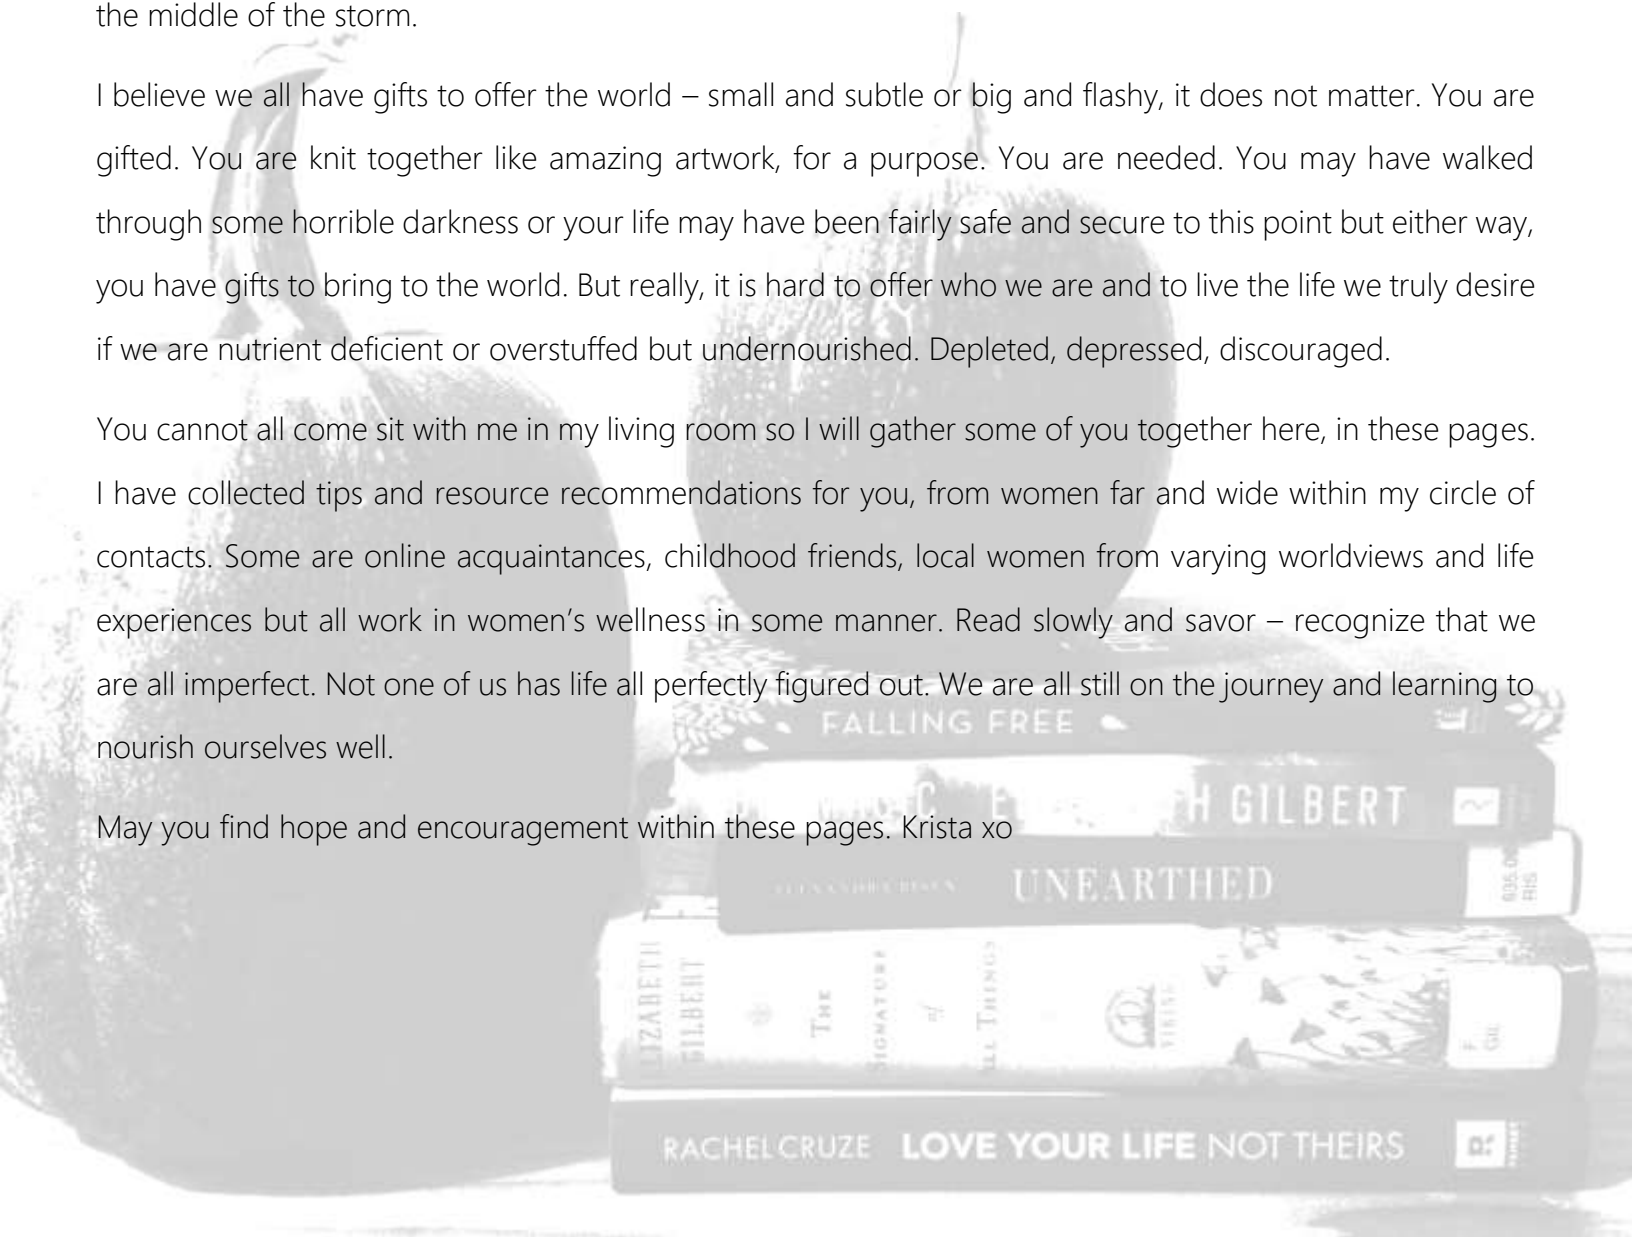 the middle of the storm.
I believe we all have gifts to offer the world – small and subtle or big and flashy, it does not matter. You are
gifted. You are knit together like amazing artwork, for a purpose. You are needed. You may have walked
through some horrible darkness or your life may have been fairly safe and secure to this point but either way,
you have gifts to bring to the world. But really, it is hard to offer who we are and to live the life we truly desire
if we are nutrient deficient or overstuffed but undernourished. Depleted, depressed, discouraged.
You cannot all come sit with me in my living room so I will gather some of you together here, in these pages.
I have collected tips and resource recommendations for you, from women far and wide within my circle of
contacts. Some are online acquaintances, childhood friends, local women from varying worldviews and life
experiences but all work in women’s wellness in some manner. Read slowly and savor – recognize that we
are all imperfect. Not one of us has life all perfectly figured out. We are all still on the journey and learning to
FALLING FREE
nourish ourselves well.
H GILBERT
May you find hope and encouragement within these pages. Krista xo
UNEARTHED
635.0
RIS
LIZABETH
GILBERT
THE
SIGNATURE
of
ALL THINGS
VIKING
F
GIL
RACHEL CRUZE LOVE YOUR LIFE NOT THEIRS